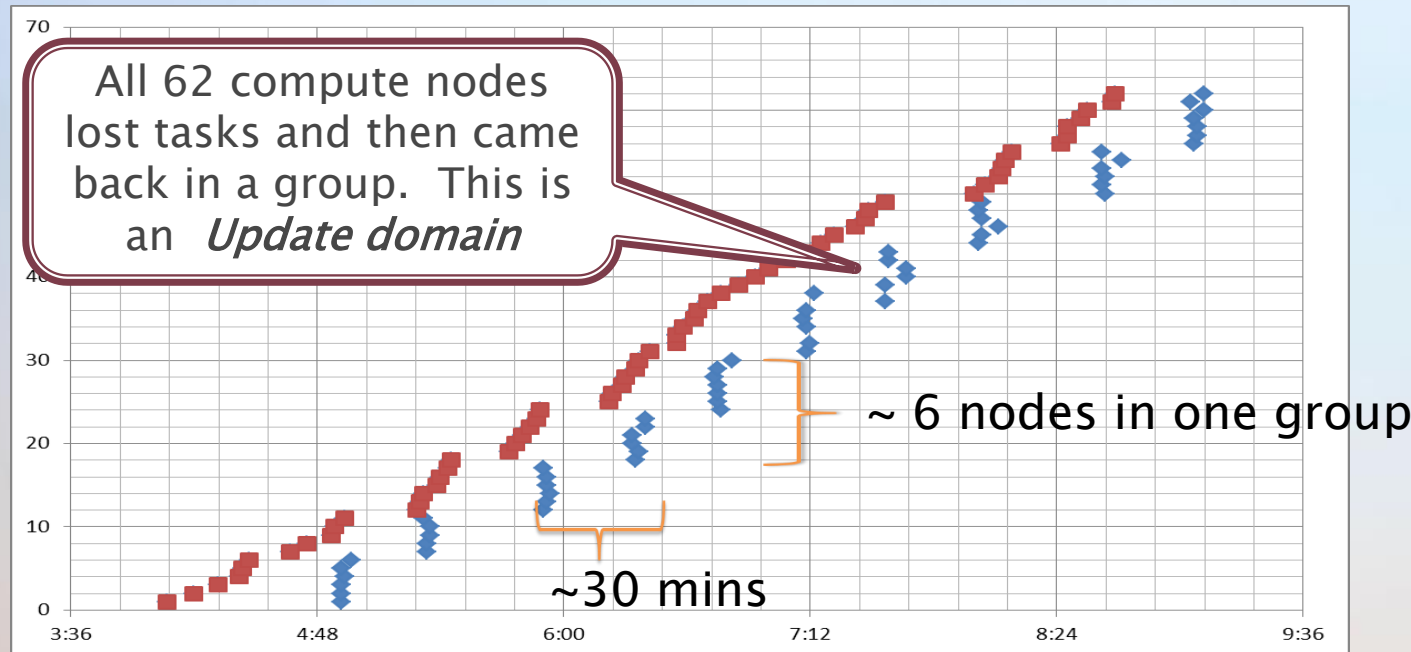 70
All 62 compute nodes
lost tasks and then came
back in a group. This is
an Update domain
40
30
~ 6 nodes in one group
20
10
~30 mins
0
3:36 4:48 6:00 7:12 8:24 9:36